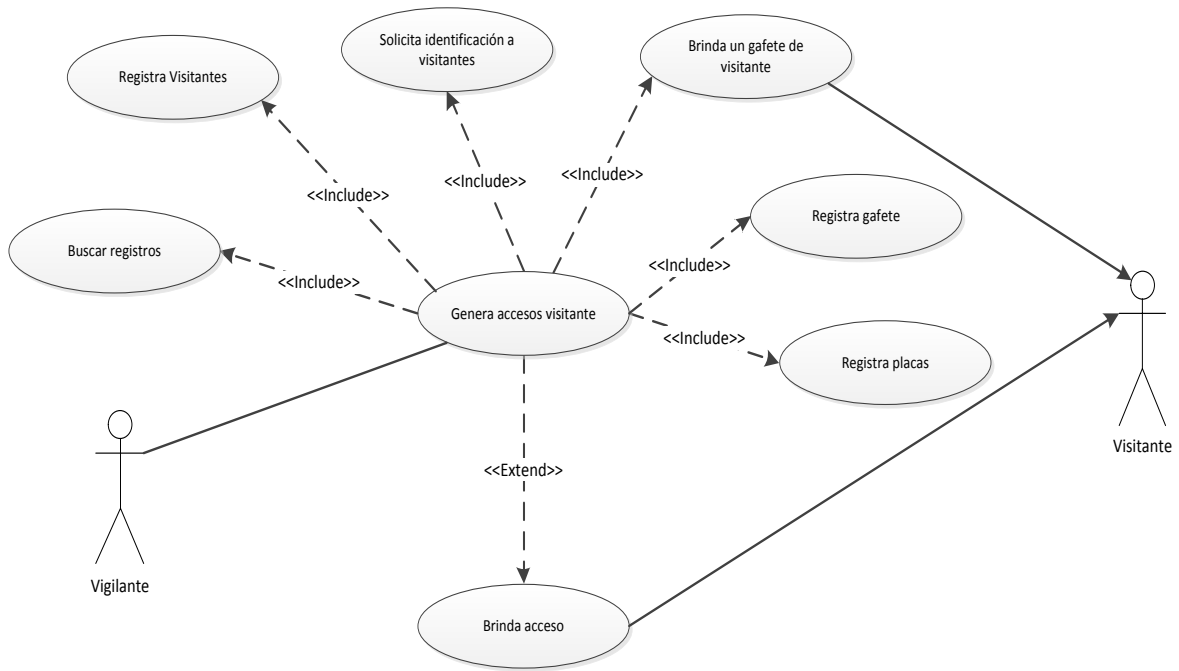 Solicita identificación a
visitantes
Brinda un gafete de
visitante
Registra Visitantes
<<Include>>
<<Include>>
<<Include>>
Registra gafete
Buscar registros
<<Include>>
<<Include>>
Genera accesos visitante
<<Include>>
Registra placas
Visitante
<<Extend>>
Vigilante
Brinda acceso